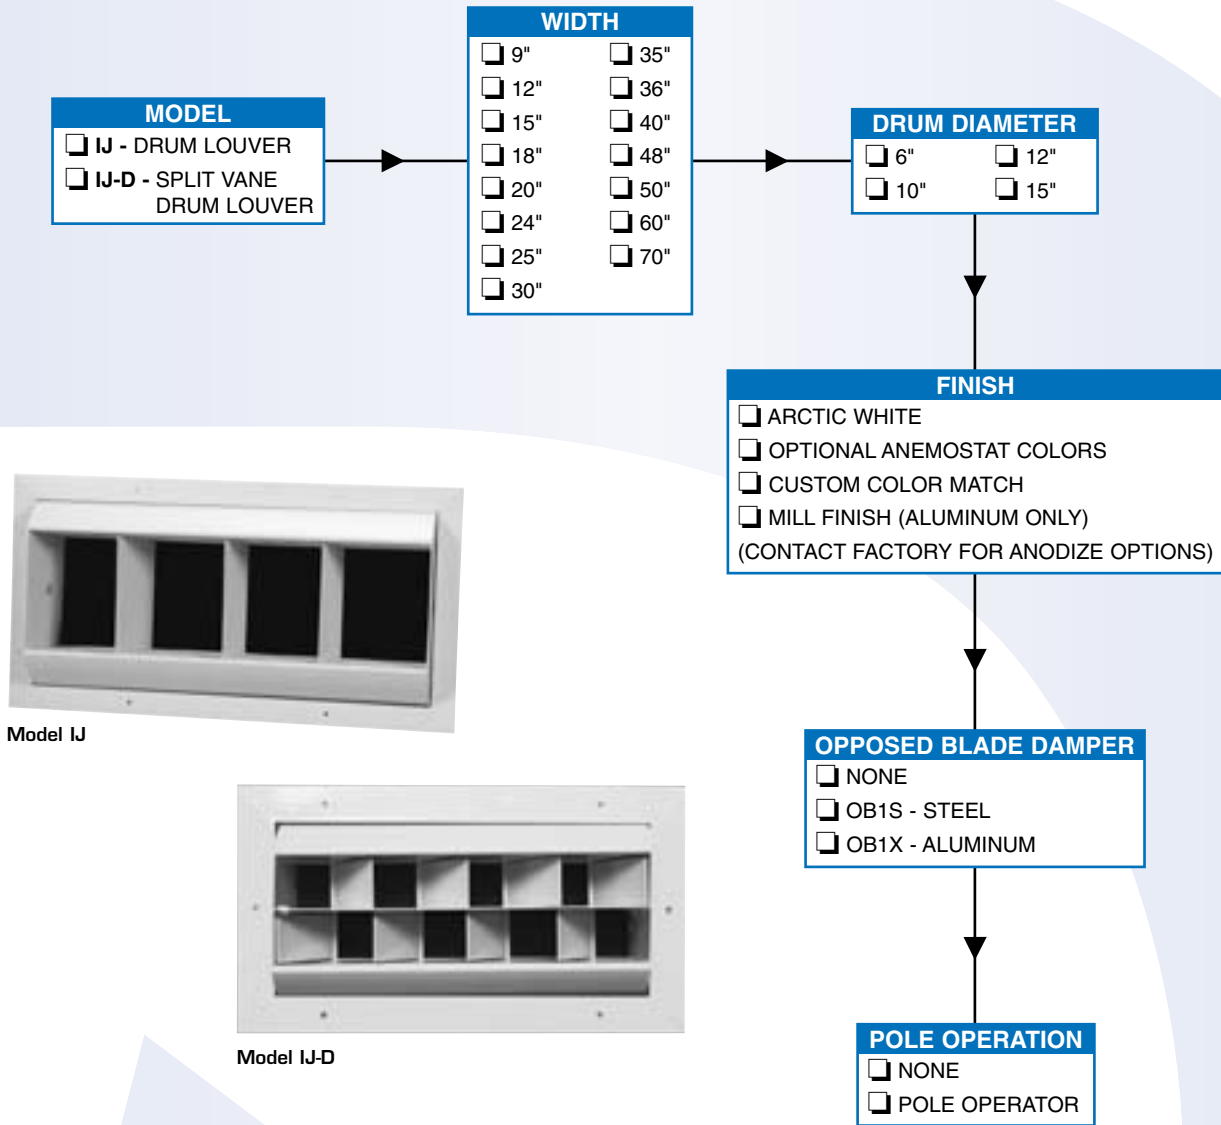 MODEL
IJ - DRUM LOUVER
IJ-D - SPLIT VANE
DRUM LOUVER
WIDTH
9" 35"
12" 36"
15" 40"
18" 48"
20" 50"
24" 60"
25" 70"
30"
DRUM DIAMETER
6" 12"
10" 15"
FINISH
ARCTIC WHITE
OPTIONAL ANEMOSTAT COLORS
CUSTOM COLOR MATCH
MILL FINISH (ALUMINUM ONLY)
(CONTACT FACTORY FOR ANODIZE OPTIONS)
Model IJ
OPPOSED BLADE DAMPER
NONE
OB1S - STEEL
OB1X - ALUMINUM
Model IJ-D
POLE OPERATION
NONE
POLE OPERATOR